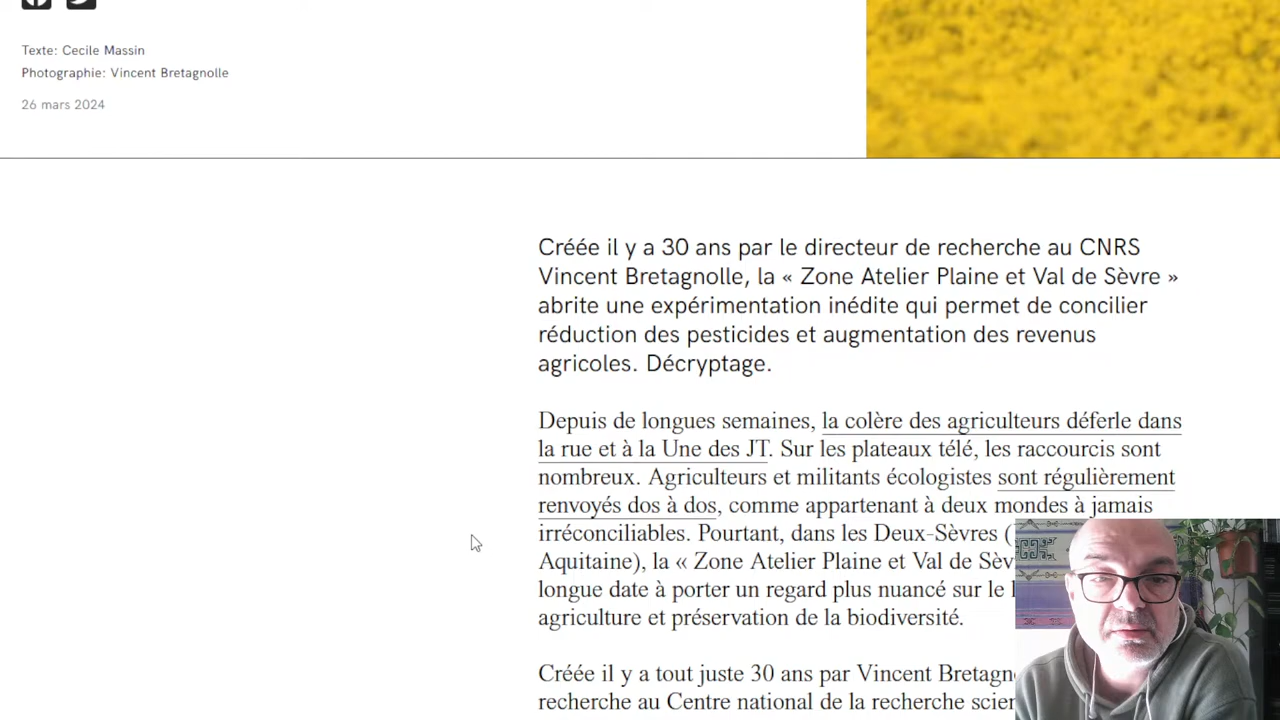 Texte: Cecile Massin
Photographie: Vincent Bretagnolle
26 mars 2024
Créée il y a 30 ans par le directeur de recherche au CNRS
Vincent Bretagnolle, la « Zone Atelier Plaine et Val de Sèvre »
abrite une expérimentation inédite qui permet de concilier
réduction des pesticides et augmentation des revenus
agricoles. Décryptage.
Depuis de longues semaines, la colère des agriculteurs déferle dans
la rue et à la Une des JT. Sur les plateaux télé, les raccourcis sont
nombreux. Agriculteurs et militants écologistes sont régulièrement
renvoyés dos à dos, comme appartenant à deux mondes à jamais
irréconciliables. Pourtant, dans les Deux-Sèvres (
Aquitaine), la « Zone Atelier Plaine et Val de Sèv
longue date à porter un regard plus nuancé sur le l
agriculture et préservation de la biodiversité.
Créée il y a tout juste 30 ans par Vincent Bretagn
recherche au Centre national de la recherche scien